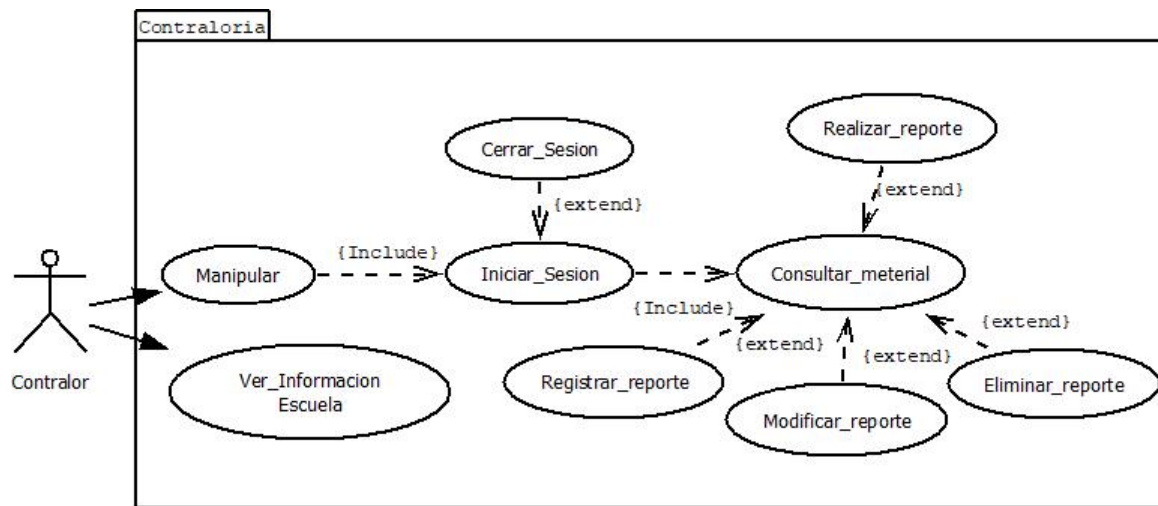 Contraloria
Realizar_reporte
Cerrar_Sesion
{extend}
{extend}
{Include}
Manipular
Iniciar_Sesion
Consultar_meterial
{Include}
{extend}
{extend}
{extend}
Contralor
Ver_Informacion
Escuela
Registrar_reporte
Modificar_reporte
Eliminar_reporte